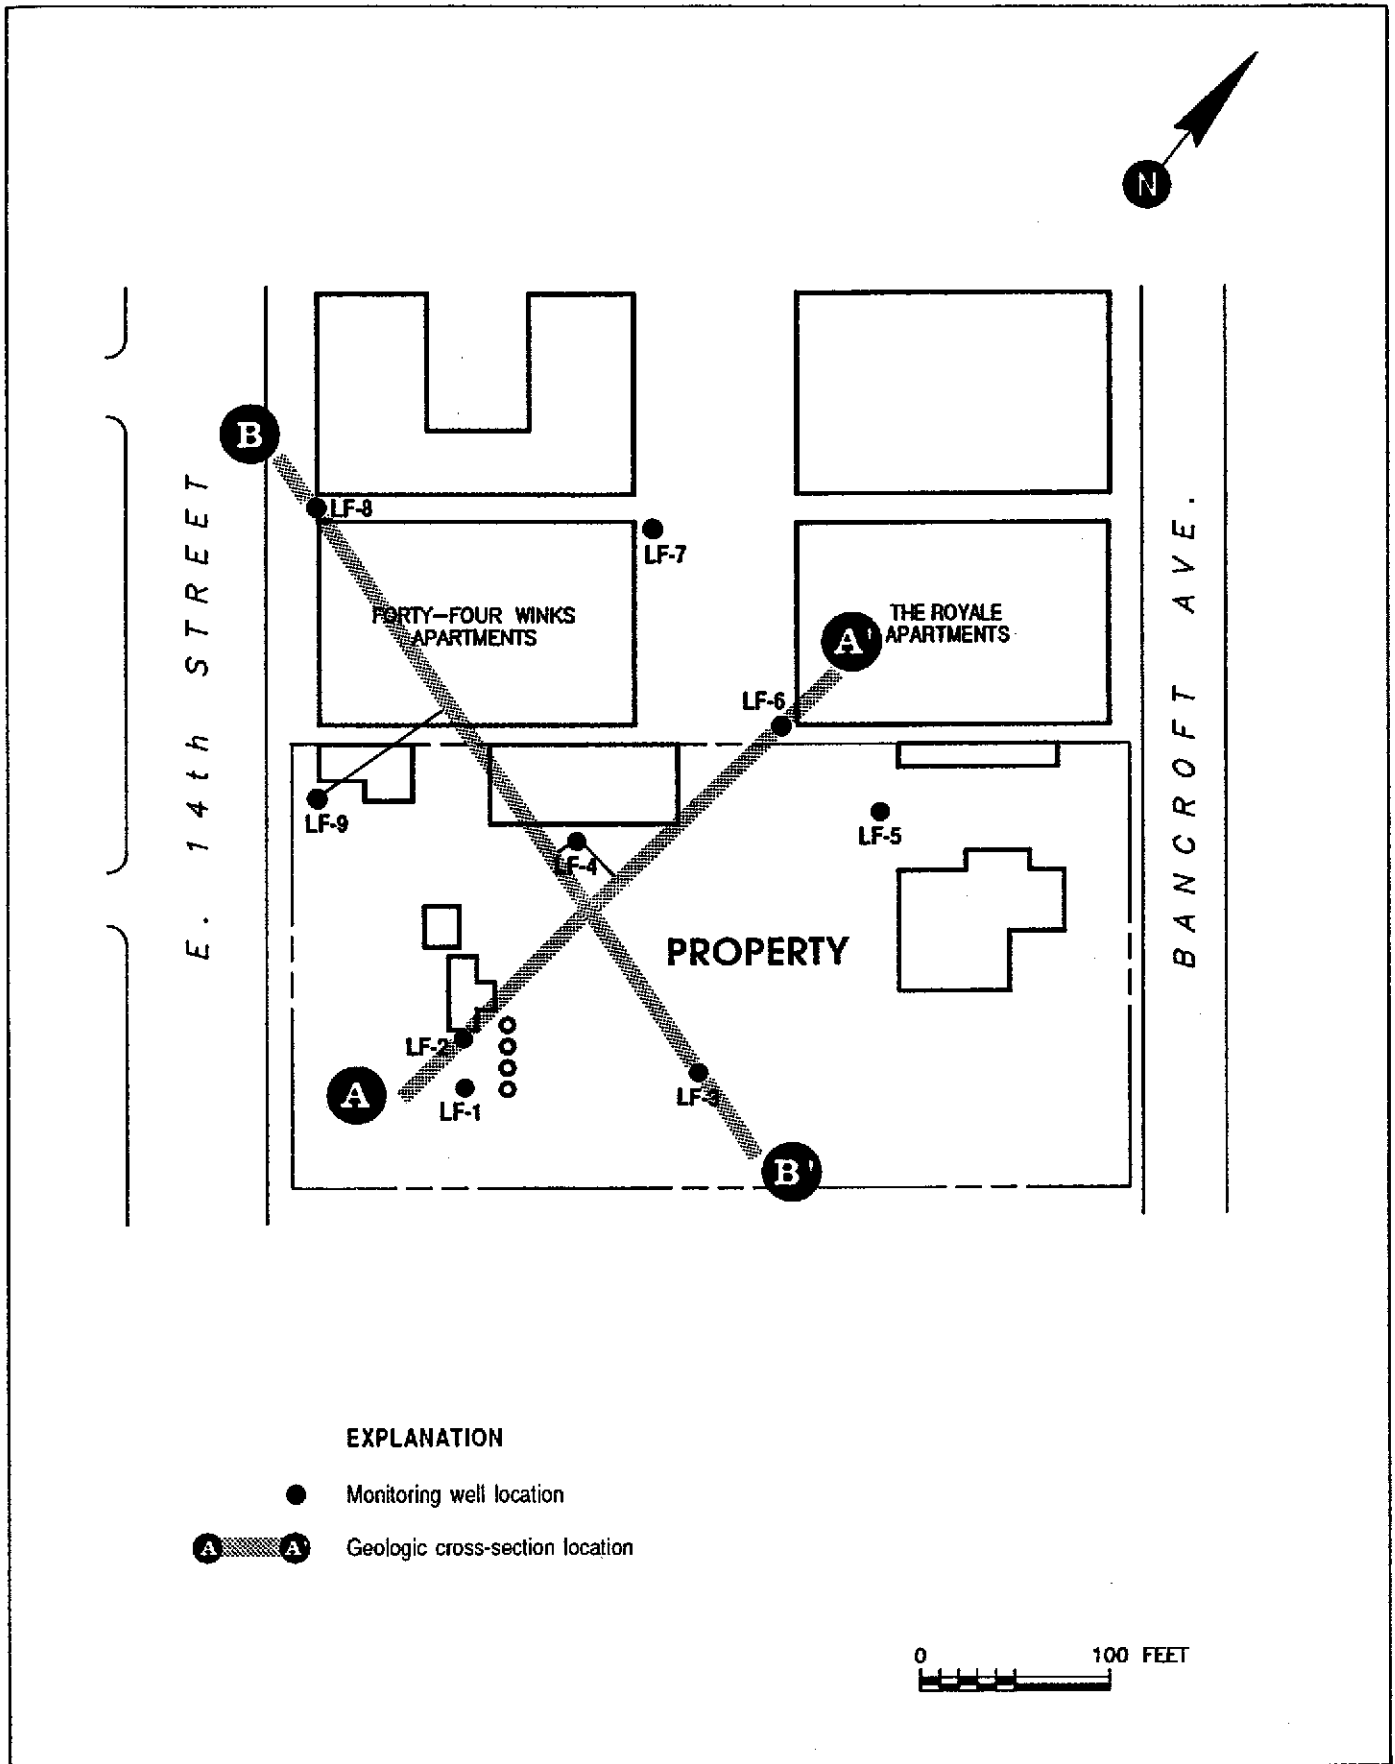 N
B
LF-8
LF-7
E. 14th STREET
FORTY-FOUR WINKS
APARTMENTS
THE ROYALE
APARTMENTS
A'
BANCROFT AVE.
LF-6
LF-9
LF-5
LF-4
PROPERTY
LF-2
A
LF-1
LF-3
B'
EXPLANATION
Monitoring well location
A A' Geologic cross-section location
0 100 FEET